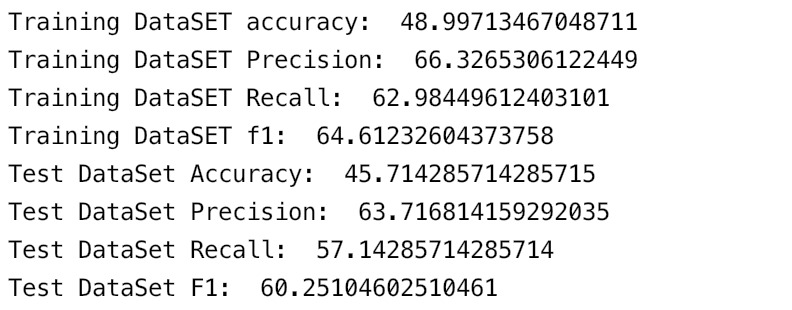 Training DataSET accuracy:  48.99713467048711
Training DataSET Precision:  66.3265306122449
Training DataSET Recall:  62.98449612403101
Training DataSET f1:  64.61232604373758
Test DataSet Accuracy:  45.714285714285715
Test DataSet Precision:  63.716814159292035
Test DataSet Recall:  57.14285714285714
Test DataSet F1:  60.25104602510461